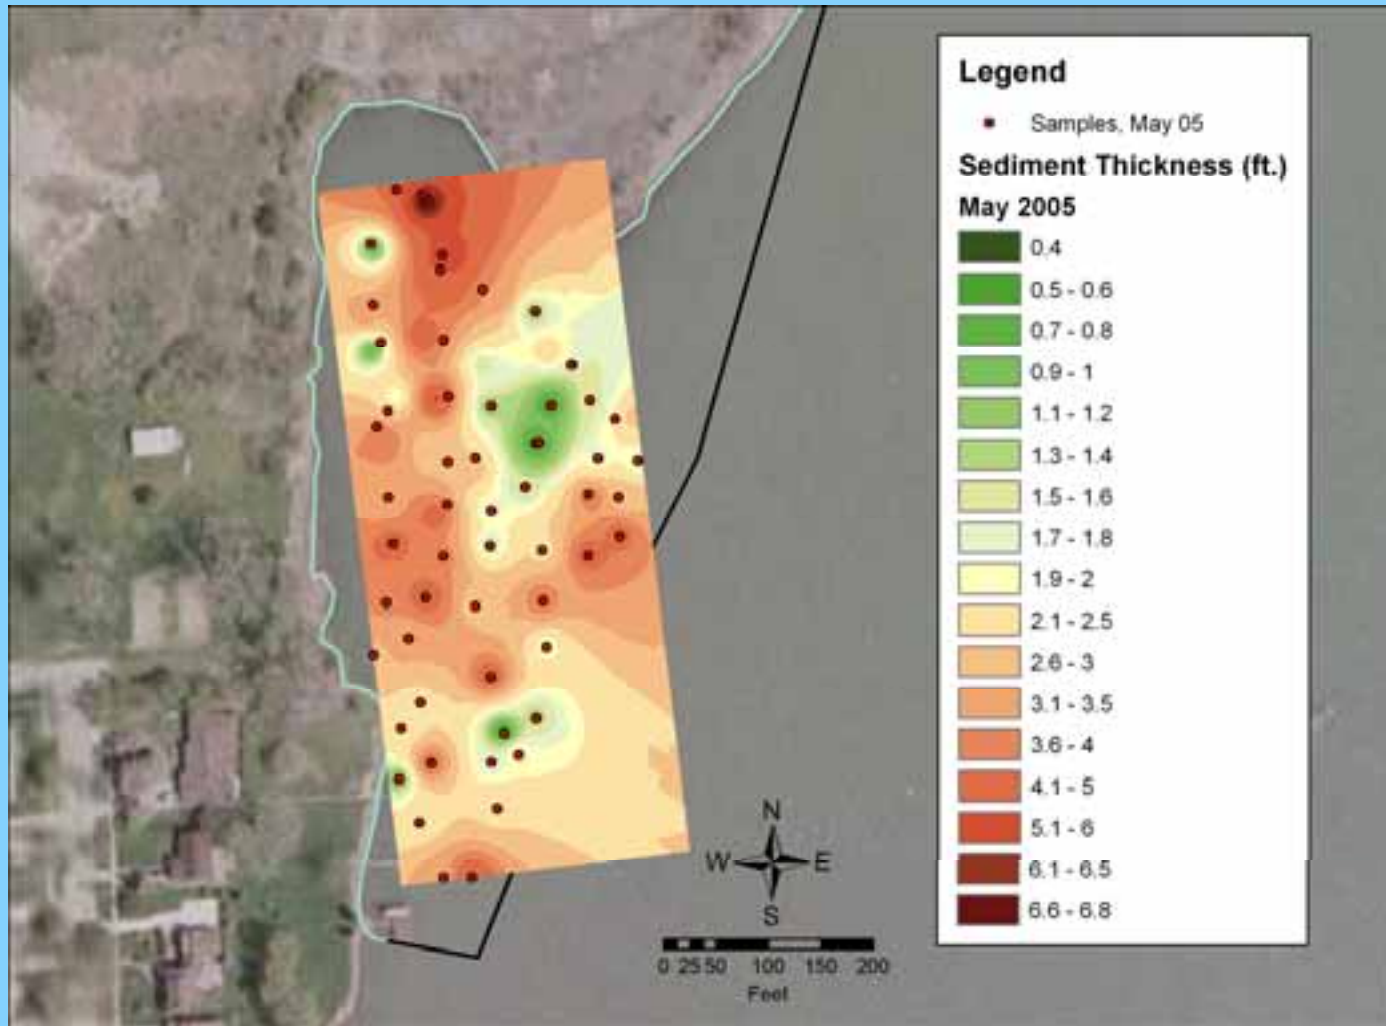 Legend
Samples, May 05
Sediment Thickness (ft.)
May 2005
0.4
0.5 - 0.6
0.7 - 0.8
0.9 - 1
1.1 - 1.2
1.3 - 1.4
1.5 - 1.6
1.7 - 1.8
1.9 - 2
2.1 - 2.5
2.6 - 3
3.1 - 3.5
3.6 - 4
4.1 - 5
5.1 - 6
6.1 - 6.5
6.6 - 6.8
N
W E
S
0 25 50 100 150 200
Feet